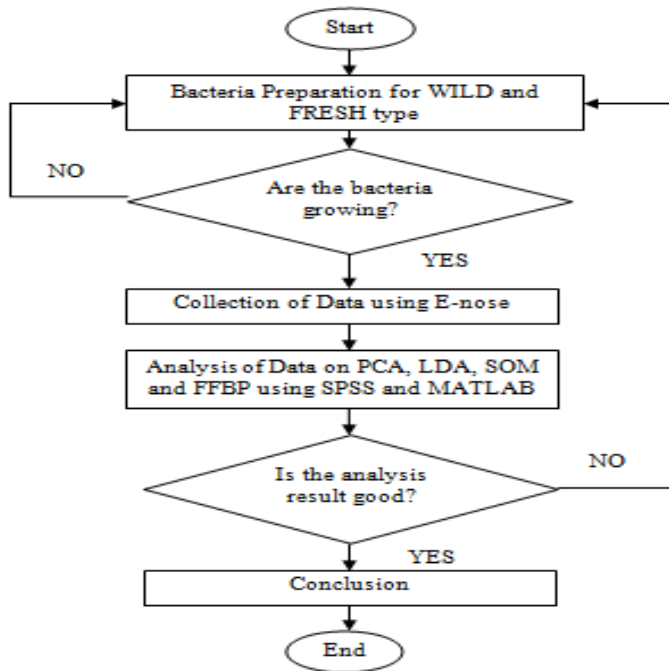 Start
Bacteria Preparation for WILD and
FRESH type
NO
Are the bacteria
growing?
YES
Collection of Data using E-nose
Analysis of Data on PCA, LDA, SOM
and FFBP using SPSS and MATLAB
Is the analysis
result good?
NO
YES
Conclusion
End